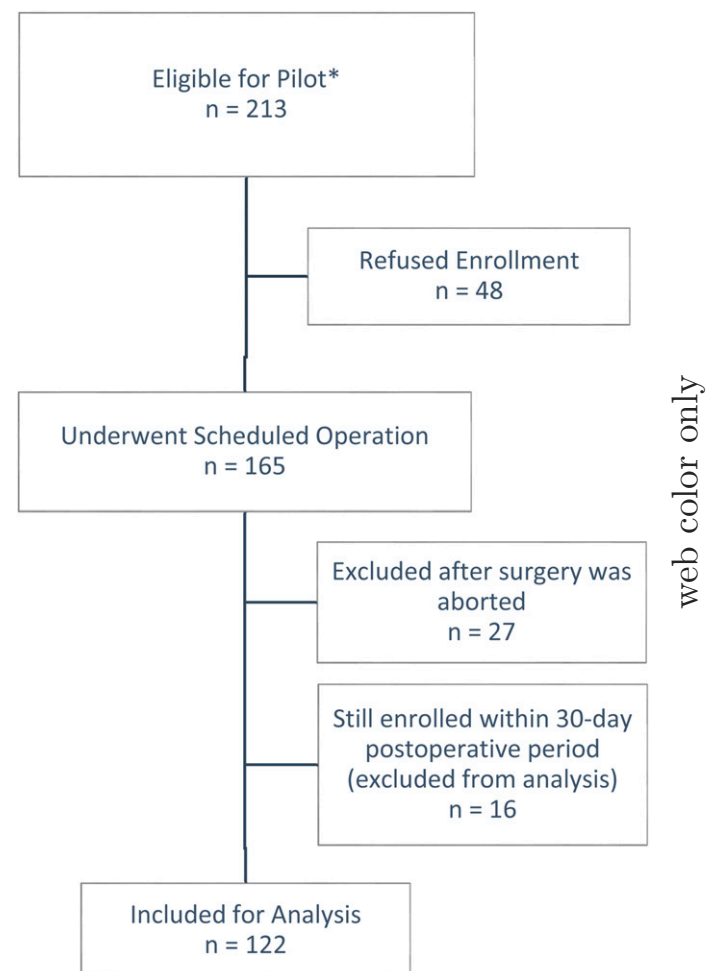 Eligible for Pilot*
n = 213
Refused Enrollment
n = 48
Underwent Scheduled Operation
n = 165
Excluded after surgery was
aborted
n = 27
Still enrolled within 30-day
postoperative period
(excluded from analysis)
n = 16
Included for Analysis
n = 122
web color only